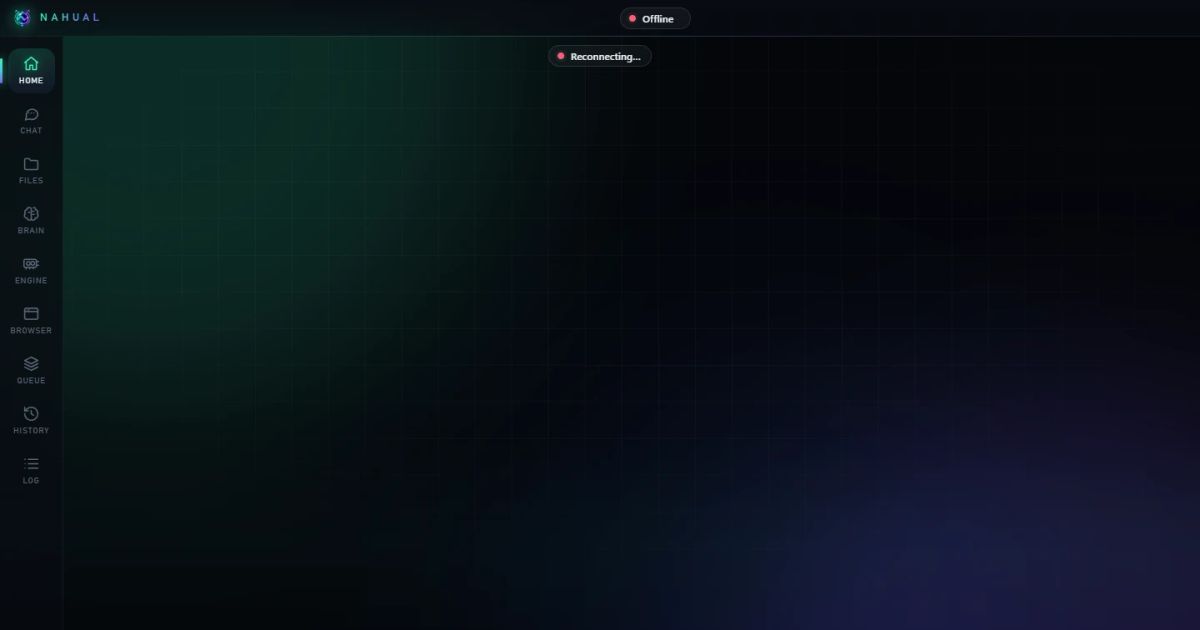 NAHUAL
Offline
Reconnecting...
HOME
CHAT
FILES
BRAIN
ENGINE
BROWSER
QUEUE
HISTORY
LOG